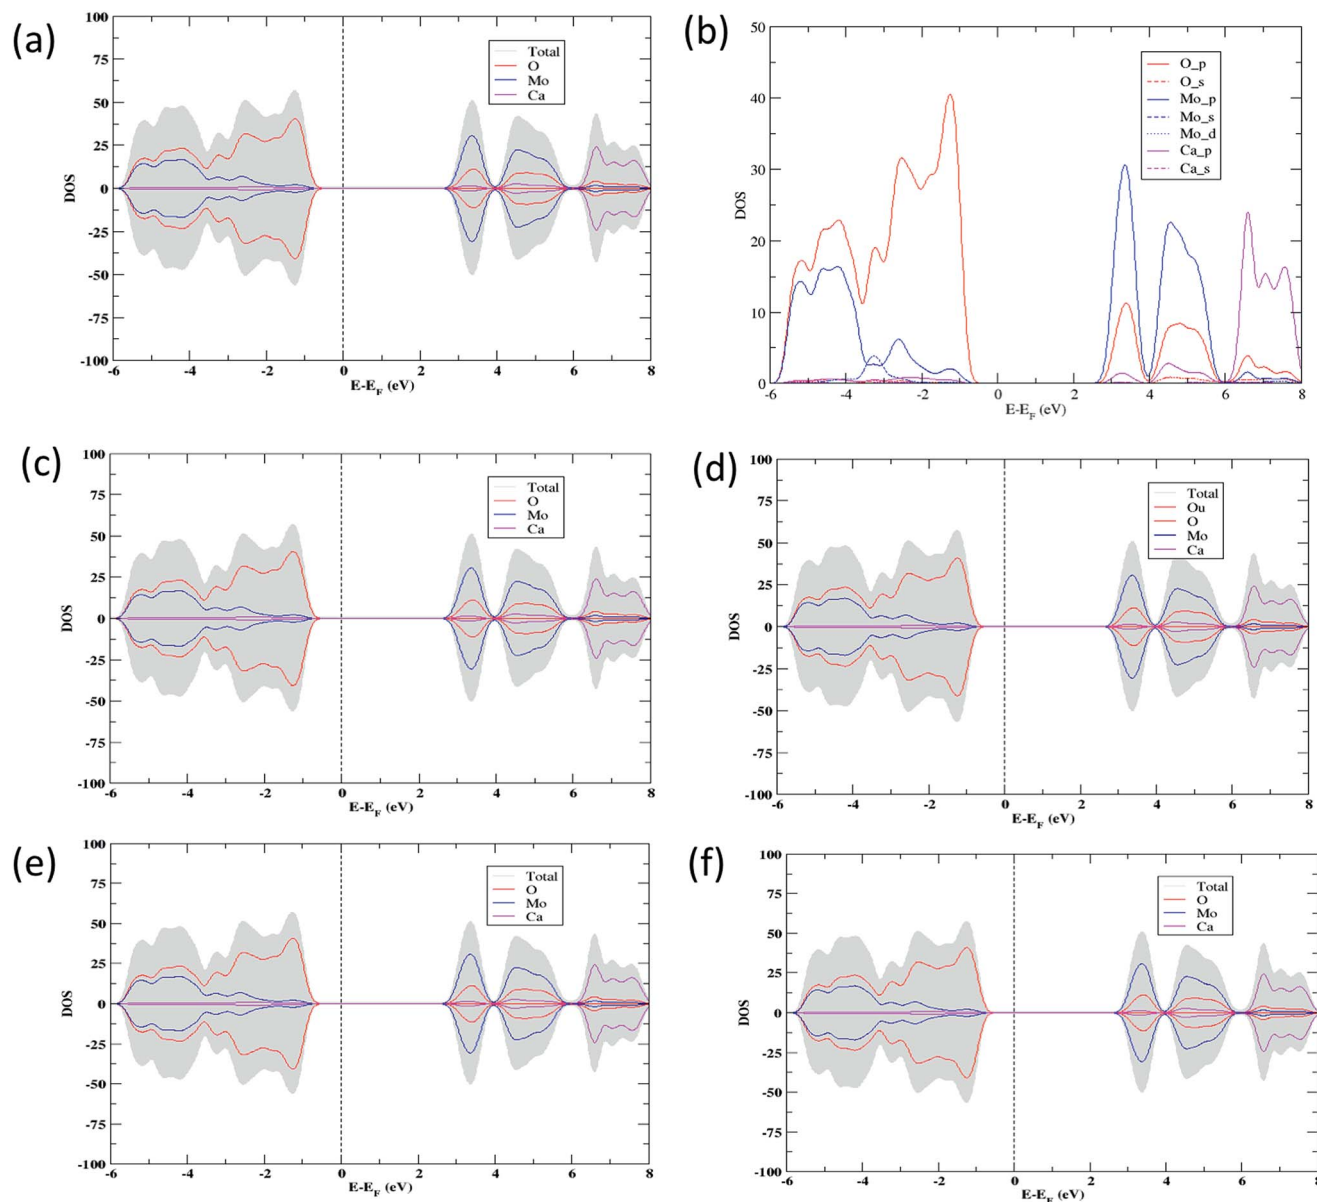 (a)
100
75
50
25
0
-25
-50
-75
-100
DOS
Total
O
Mo
Ca
-6 -4 -2 0 2 4 6 8
E-E_F (eV)
(b)
50
40
30
20
10
0
DOS
O_p
O_s
Mo_p
Mo_s
Mo_d
Ca_p
Ca_s
-6 -4 -2 0 2 4 6 8
E-E_F (eV)
(c)
100
75
50
25
0
-25
-50
-75
-100
DOS
Total
O
Mo
Ca
-6 -4 -2 0 2 4 6 8
E-E_F (eV)
(d)
100
75
50
25
0
-25
-50
-75
-100
DOS
Total
Ou
O
Mo
Ca
-6 -4 -2 0 2 4 6 8
E-E_F (eV)
(e)
100
75
50
25
0
-25
-50
-75
-100
DOS
Total
O
Mo
Ca
-6 -4 -2 0 2 4 6 8
E-E_F (eV)
(f)
100
75
50
25
0
-25
-50
-75
-100
DOS
Total
O
Mo
Ca
-6 -4 -2 0 2 4 6 8
E-E_F (eV)